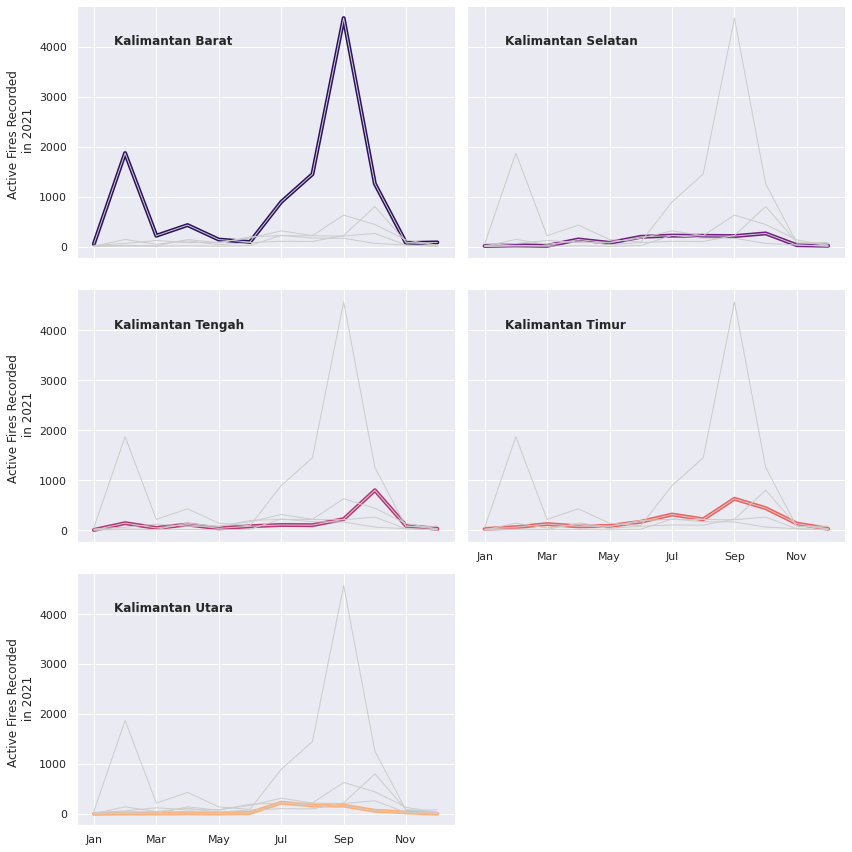 Kalimantan Barat
Kalimantan Selatan
4000
3000
2000
1000
0
Active Fires Recorded
in 2021
Kalimantan Tengah
Kalimantan Timur
4000
3000
2000
1000
0
Active Fires Recorded
in 2021
Jan Mar May Jul Sep Nov
Kalimantan Utara
4000
3000
2000
1000
0
Active Fires Recorded
in 2021
Jan Mar May Jul Sep Nov